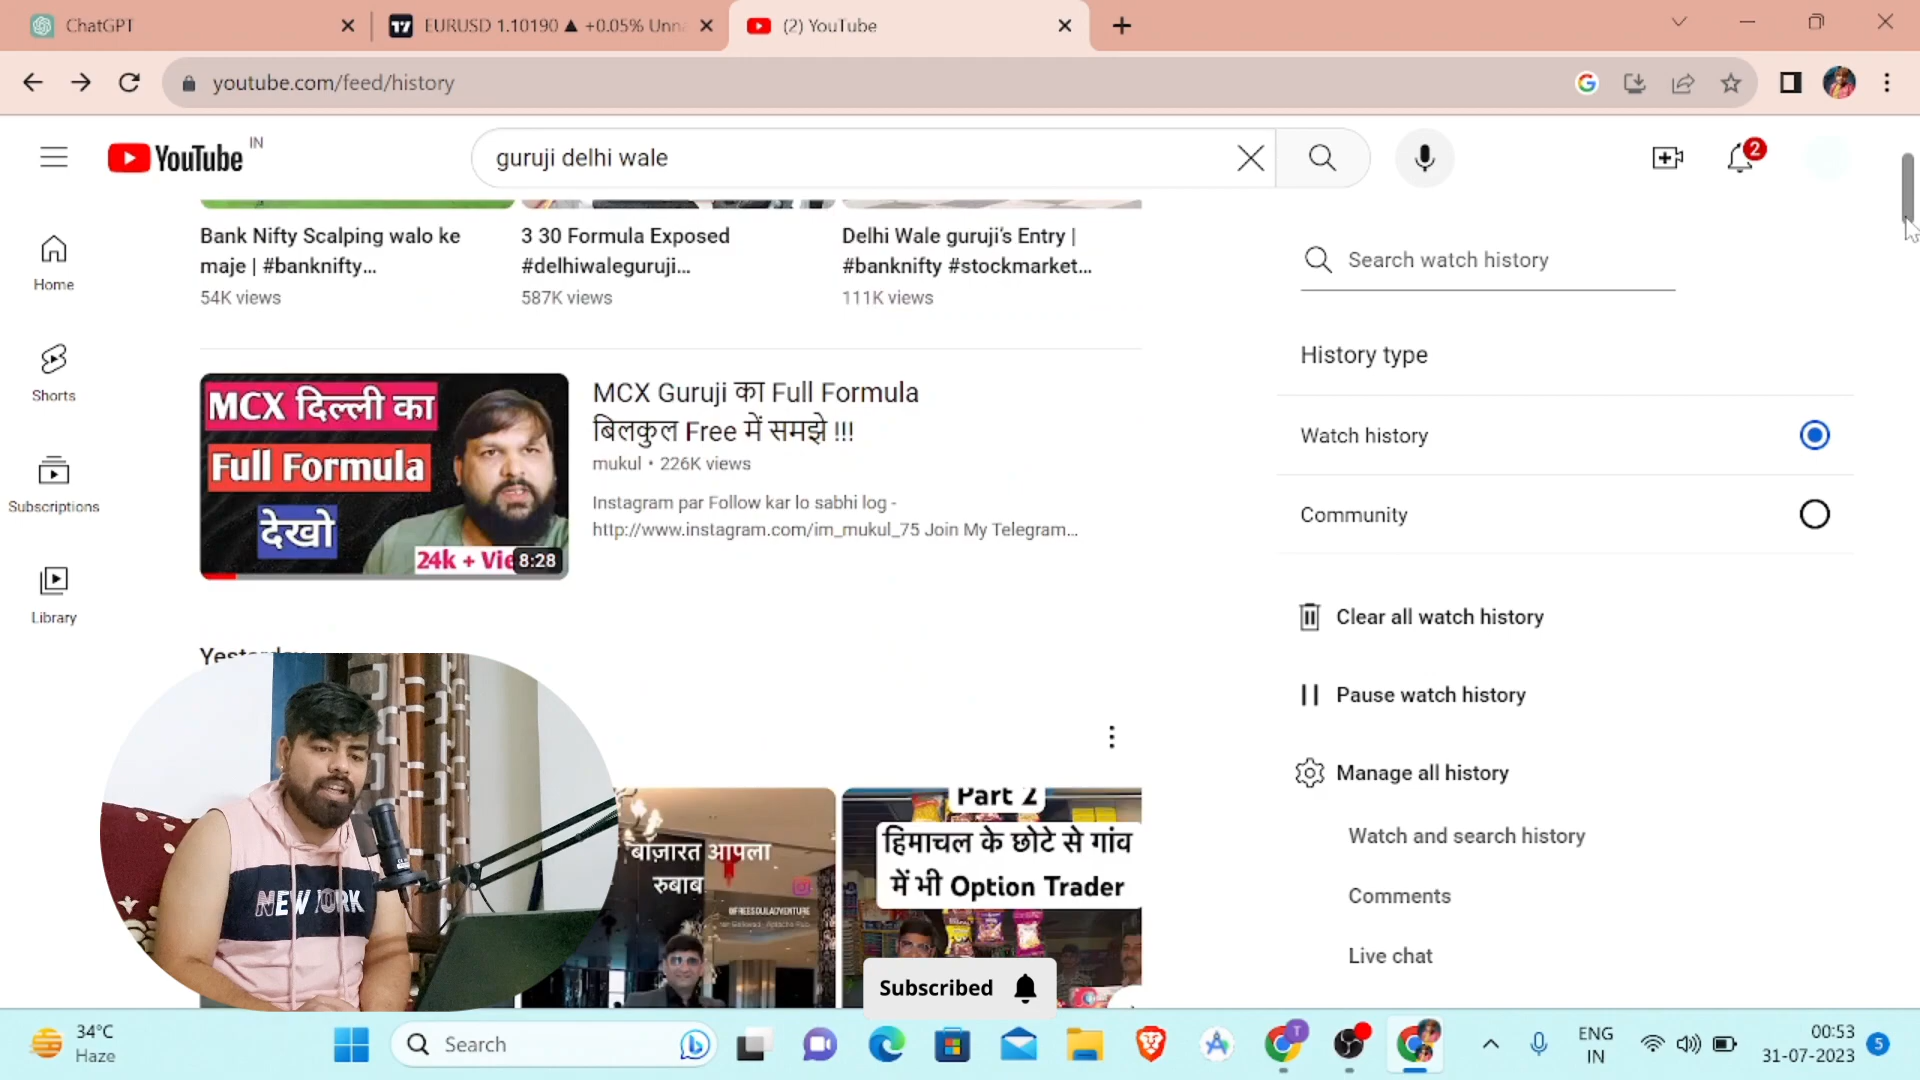 ChatGPT
EURUSD 1.10190 ▲ +0.05% Unna
(2) YouTube
youtube.com/feed/history
YouTube IN
guruji delhi wale
2
Home
Shorts
Subscriptions
Library
Bank Nifty Scalping walo ke
maje | #banknifty...
54K views
3 30 Formula Exposed
#delhiwaleguruji...
587K views
Delhi Wale guruji's Entry |
#banknifty #stockmarket...
111K views
MCX दिल्ली का
Full Formula
देखो
24k + Vie
8:28
MCX Guruji का Full Formula
बिलकुल Free में समझे !!!
mukul • 226K views
Instagram par Follow kar lo sabhi log -
http://www.instagram.com/im_mukul_75 Join My Telegram...
Yesterday
NEW YORK
बाज़ारत आपला
रुबाब
@FREESOULADVENTURE
Part 2
हिमाचल के छोटे से गांव
में भी Option Trader
Subscribed
Search watch history
History type
Watch history
Community
Clear all watch history
Pause watch history
Manage all history
Watch and search history
Comments
Live chat
34°C
Haze
Search
T
ENG
IN
00:53
31-07-2023
5